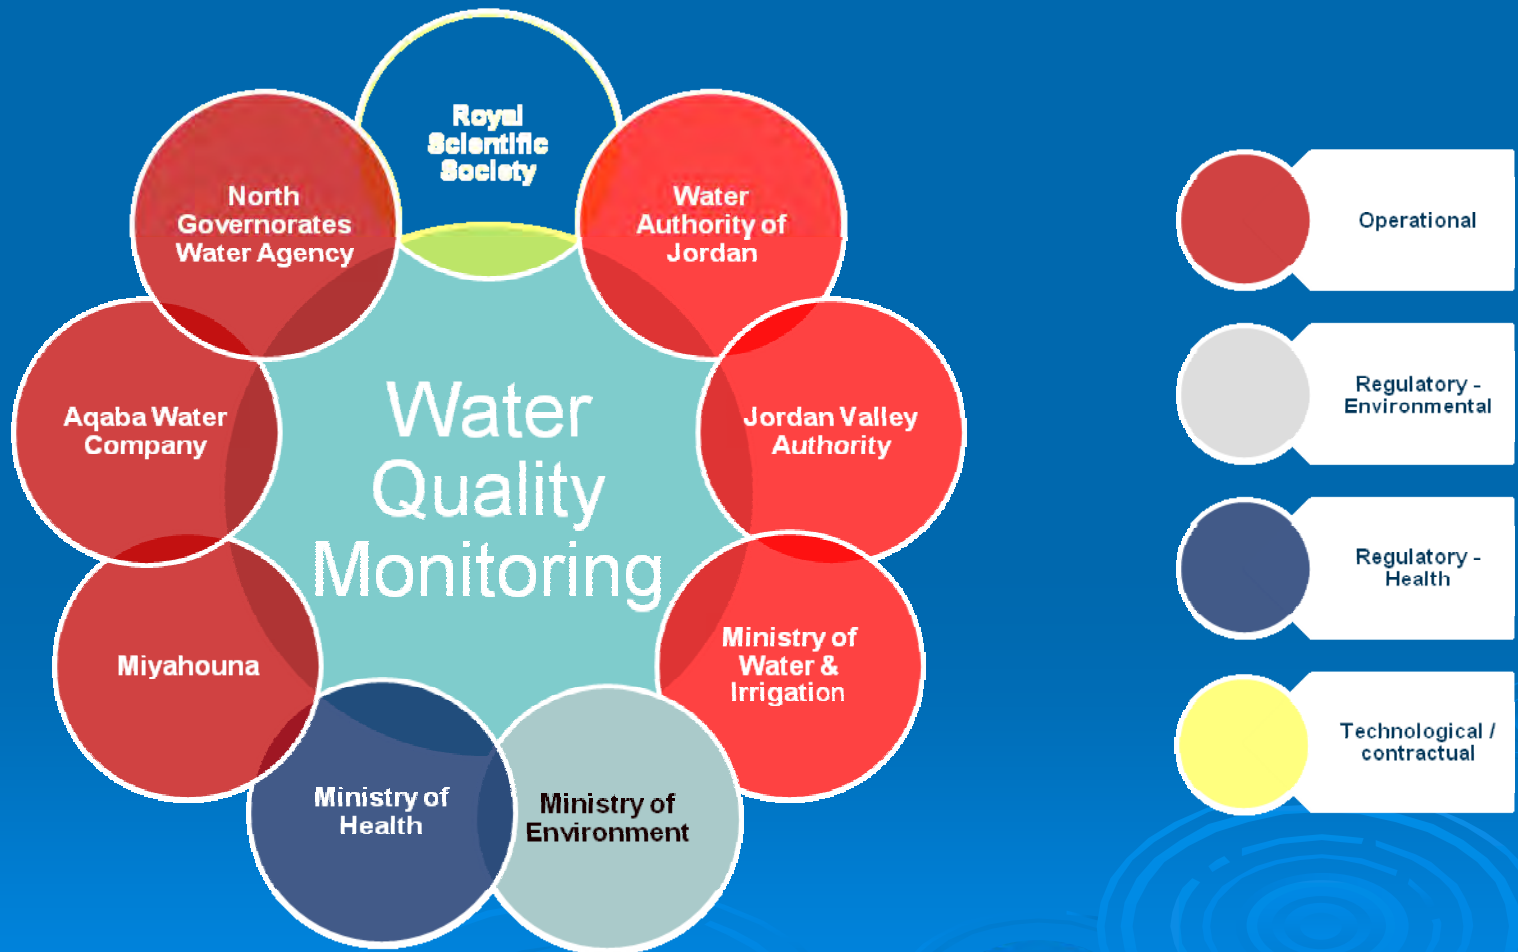 Royal
Scientific
Society
Water
Authority of
Jordan
Jordan Valley
Authority
Ministry of
Water &
Irrigation
Ministry of
Environment
Ministry of
Health
Miyahouna
Aqaba Water
Company
North
Governorates
Water Agency
Water
Quality
Monitoring
Operational
Regulatory -
Environmental
Regulatory -
Health
Technological /
contractual